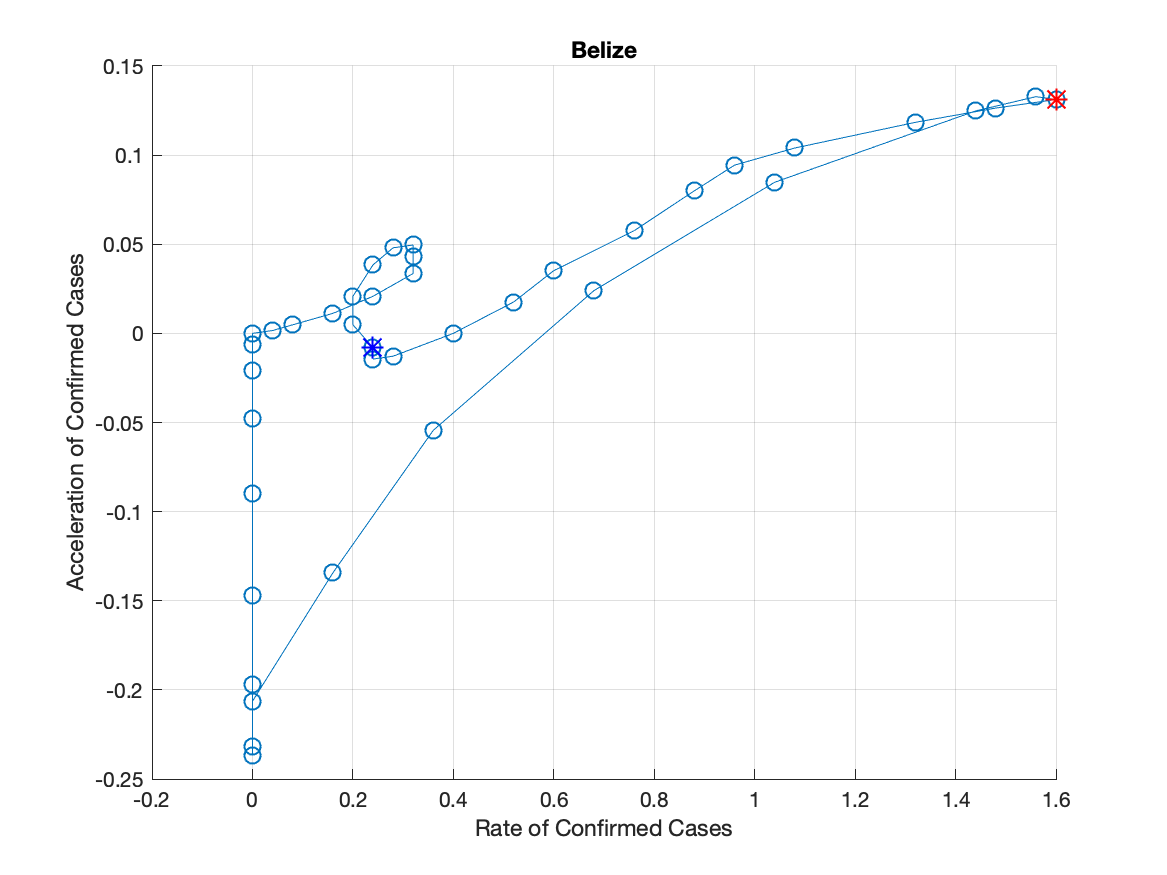 Belize
0.15
0.1
0.05
0
-0.05
-0.1
-0.15
-0.2
-0.25
Acceleration of Confirmed Cases
-0.2 0 0.2 0.4 0.6 0.8 1 1.2 1.4 1.6
Rate of Confirmed Cases